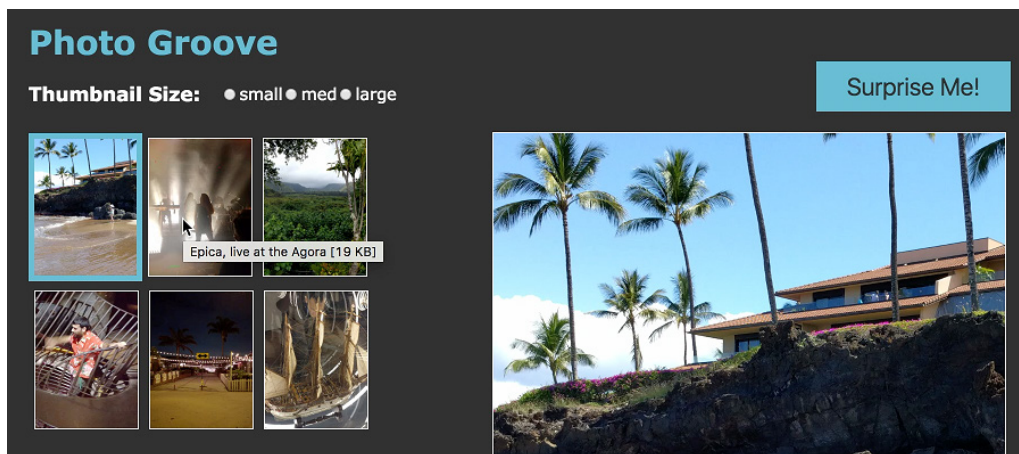 Photo Groove
Thumbnail Size: small med large
Surprise Me!
Epica, live at the Agora [19 KB]